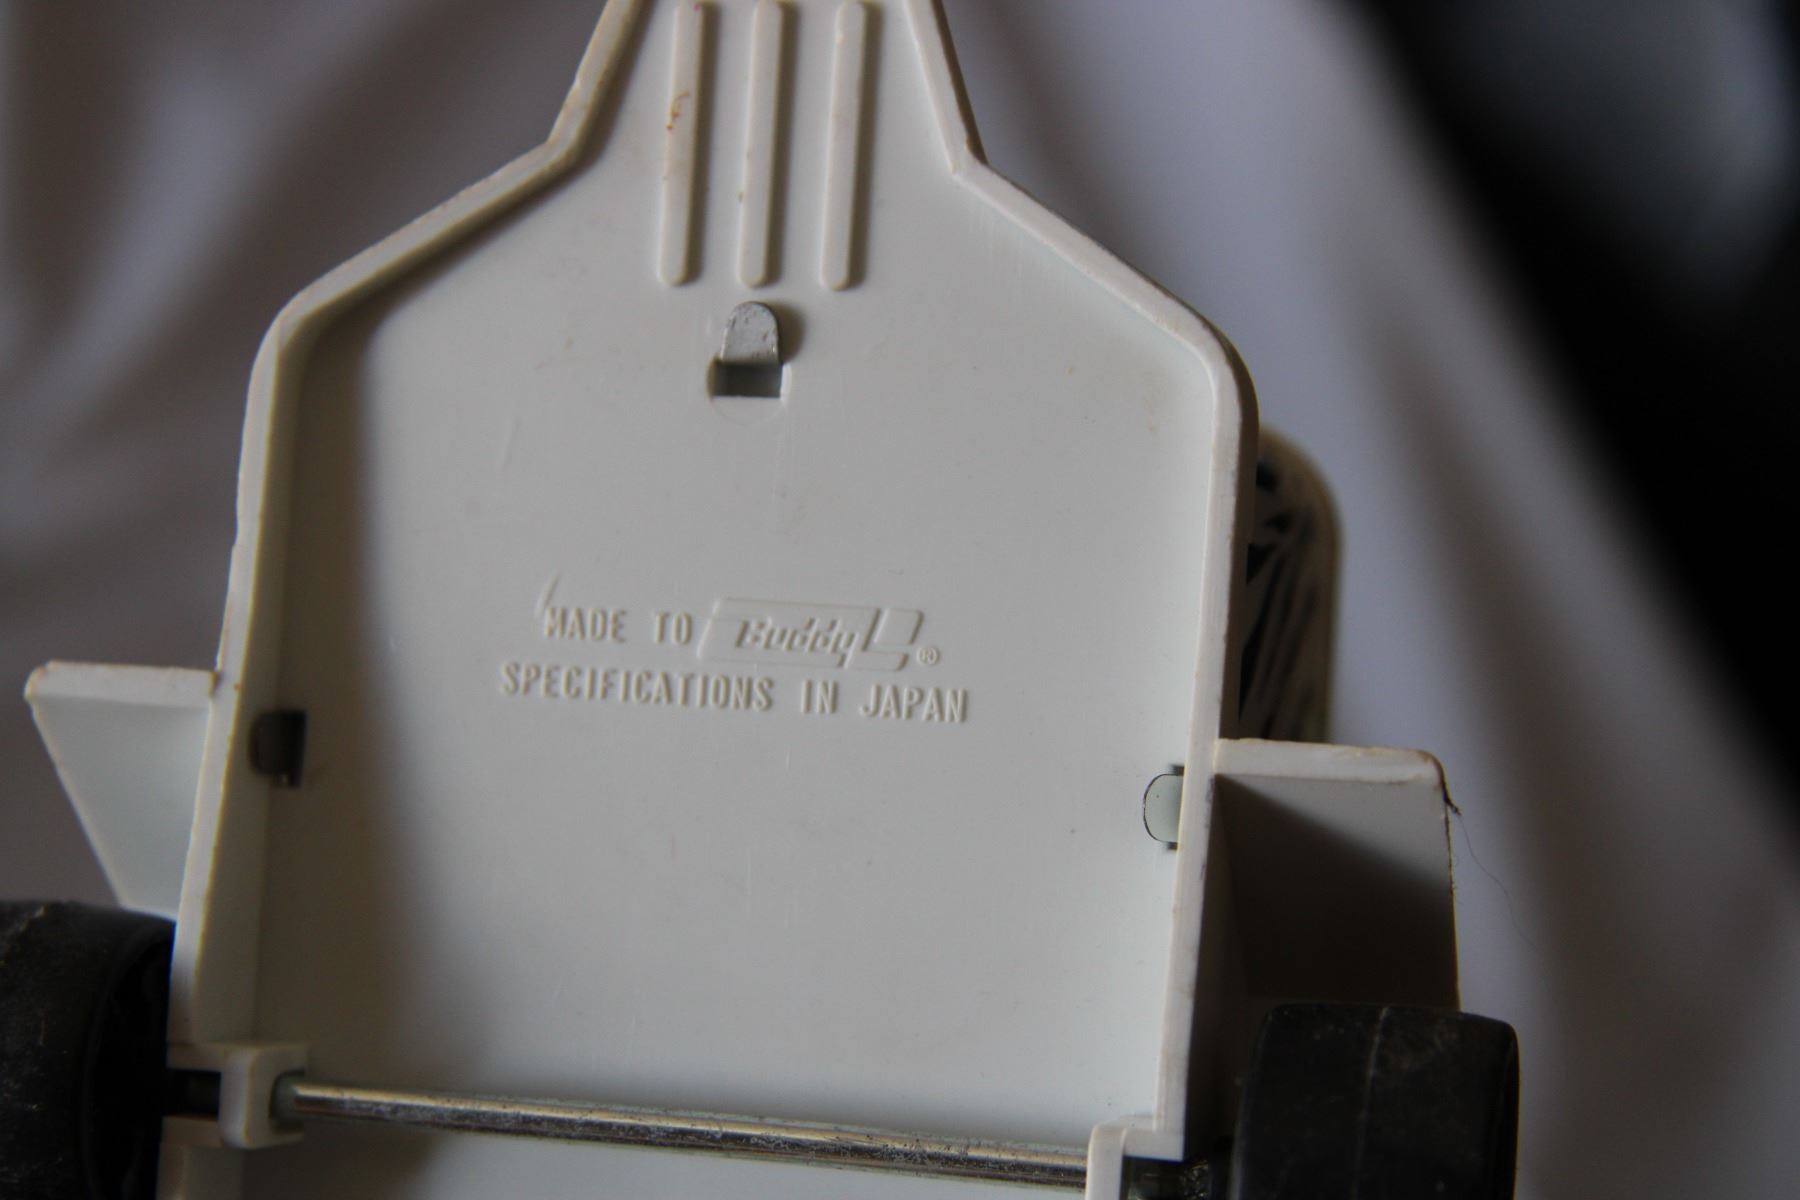 MADE TO Buddy L ®
SPECIFICATIONS IN JAPAN